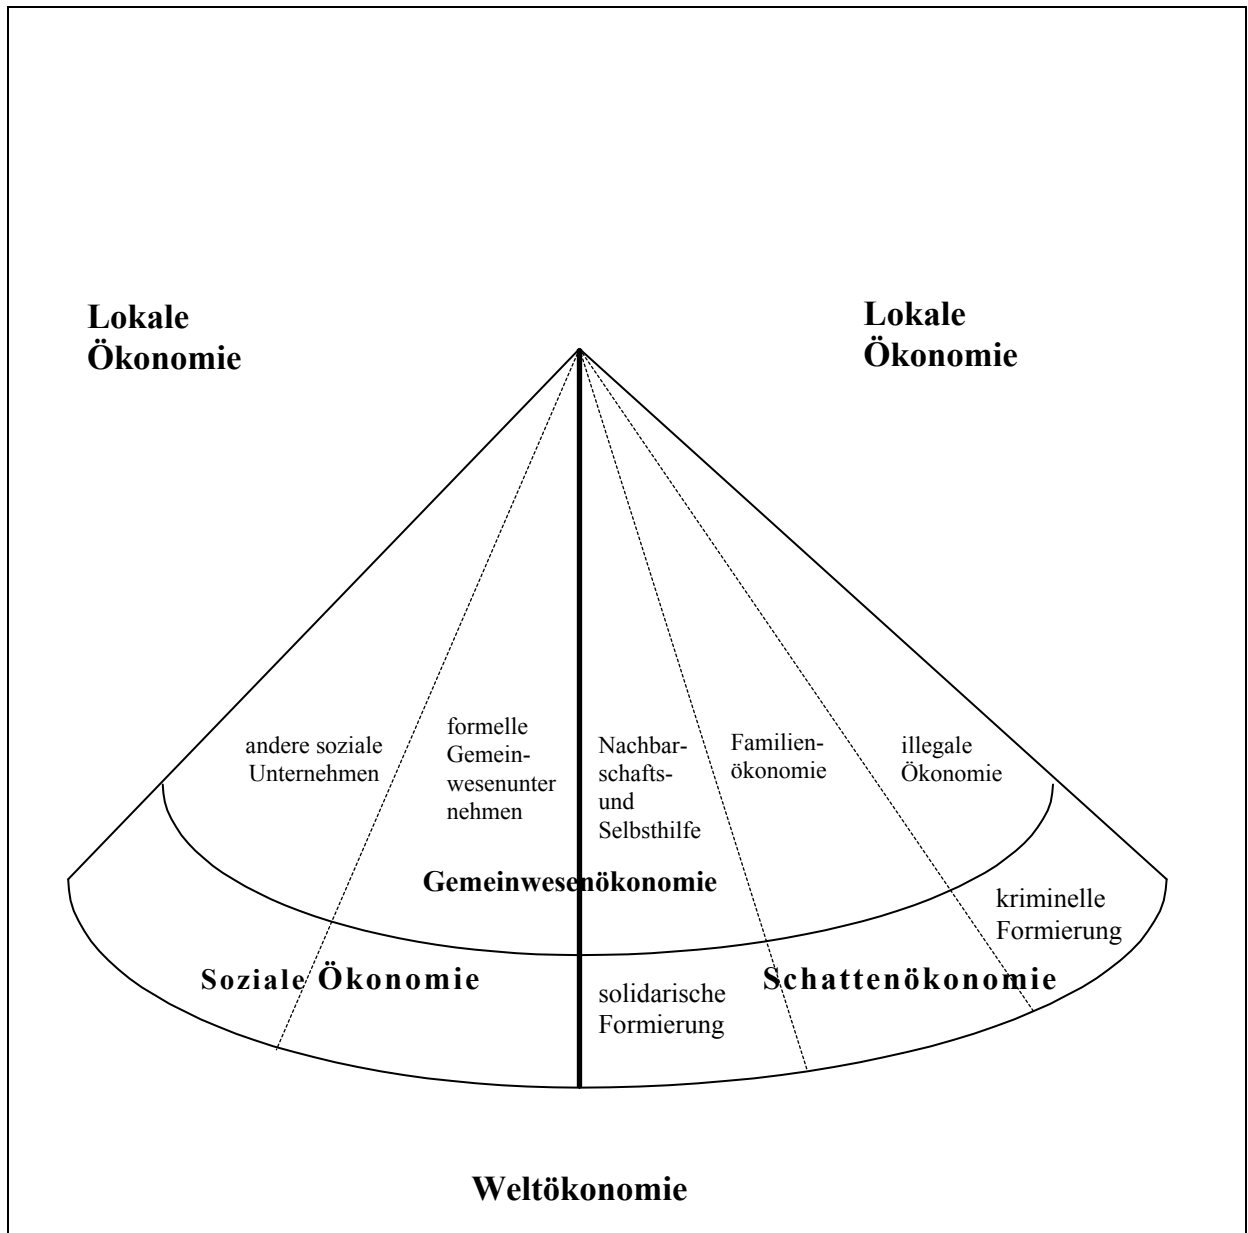 Lokale
Ökonomie
Lokale
Ökonomie
andere soziale
Unternehmen
formelle
Gemein-
wesenunter
nehmen
Nachbar-
schafts-
und
Selbsthilfe
Familien-
ökonomie
illegale
Ökonomie
Gemeinwesenökonomie
kriminelle
Formierung
Soziale Ökonomie
solidarische
Formierung
Schattenökonomie
Weltökonomie